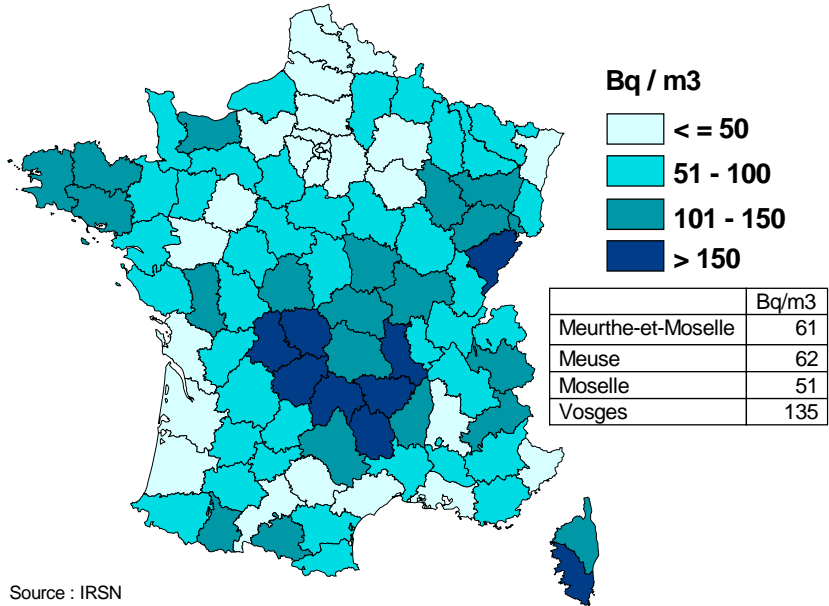 Bq / m3
< = 50
51 - 100
101 - 150
> 150
Bq/m3
Meurthe-et-Moselle 61
Meuse 62
Moselle 51
Vosges 135
Source : IRSN